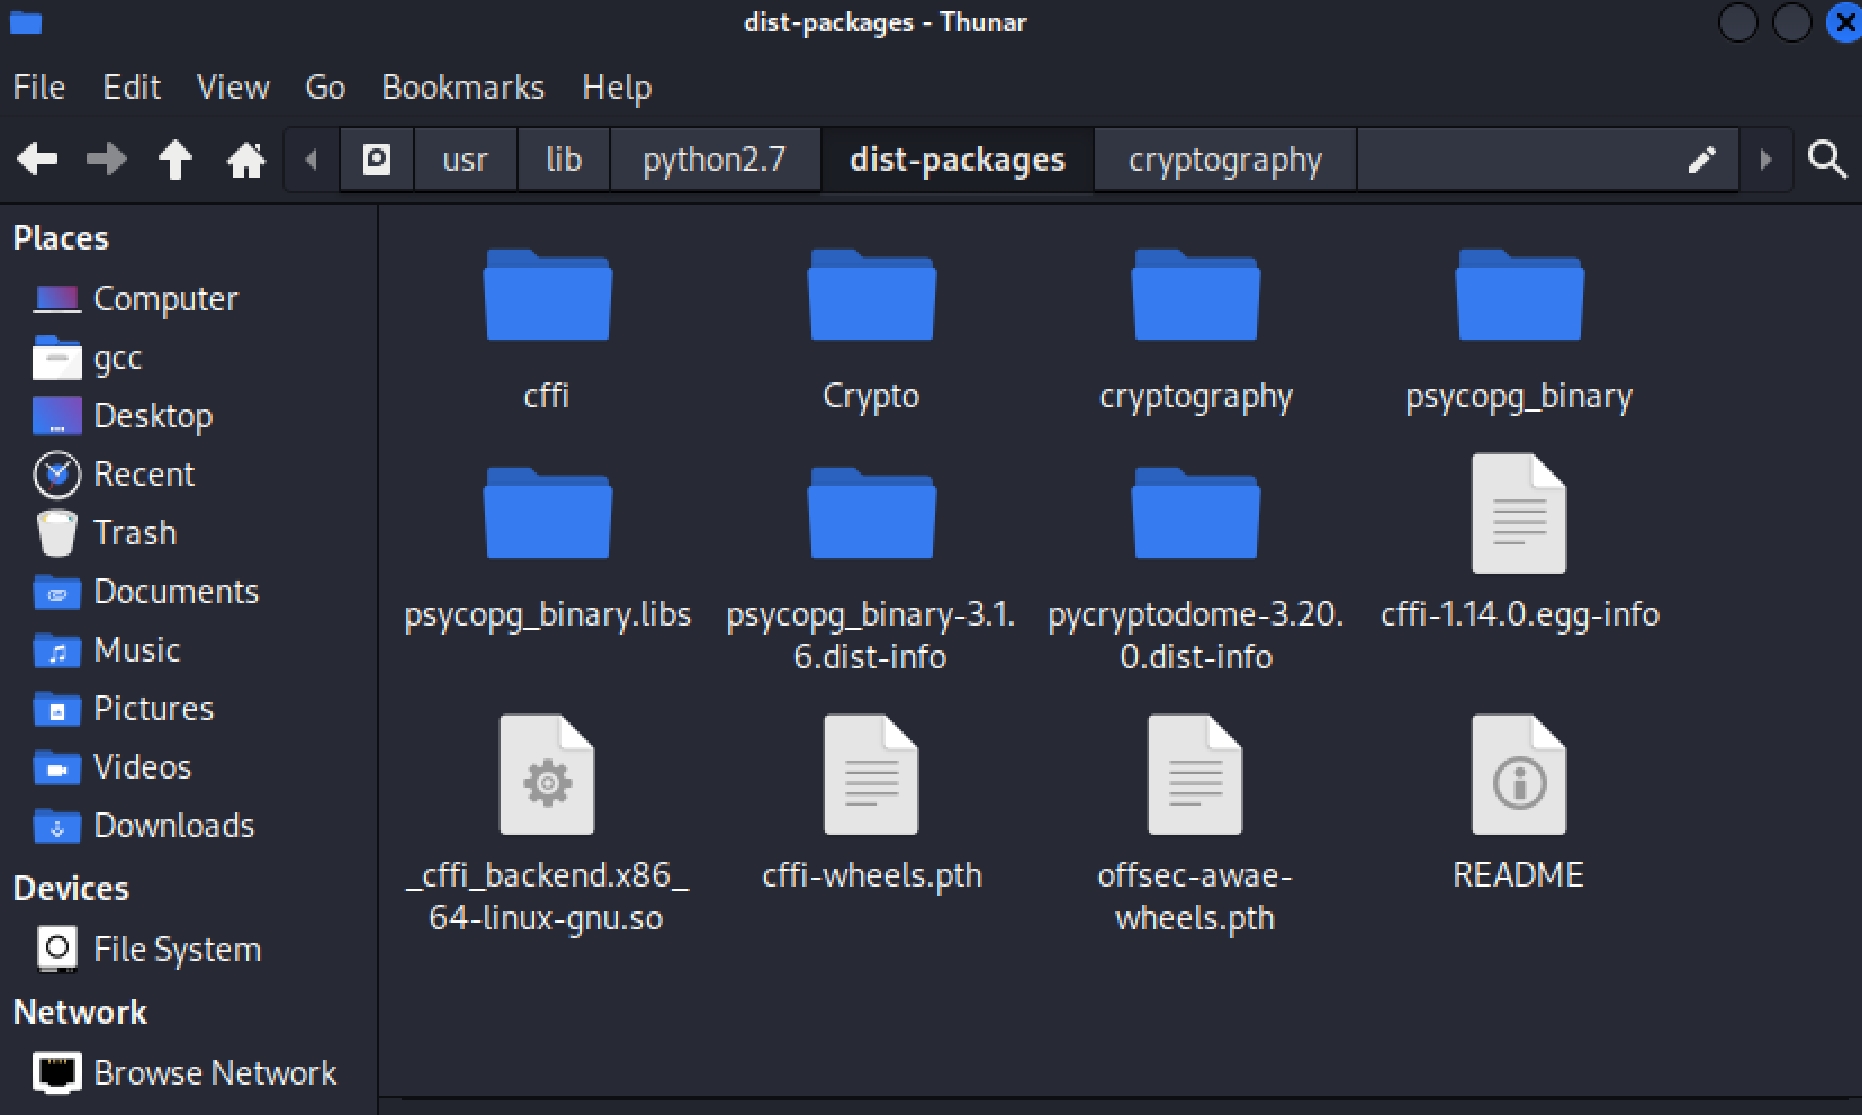 dist-packages - Thunar
File Edit View Go Bookmarks Help
usr lib python2.7 dist-packages cryptography
Places
Computer
gcc
Desktop
Recent
Trash
Documents
Music
Pictures
Videos
Downloads
Devices
File System
Network
Browse Network
cffi Crypto cryptography psycopg_binary
psycopg_binary.libs psycopg_binary-3.1. pycryptodome-3.20. cffi-1.14.0.egg-info
6.dist-info 0.dist-info
_cffi_backend.x86_ cffi-wheels.pth offsec-awae- README
64-linux-gnu.so wheels.pth